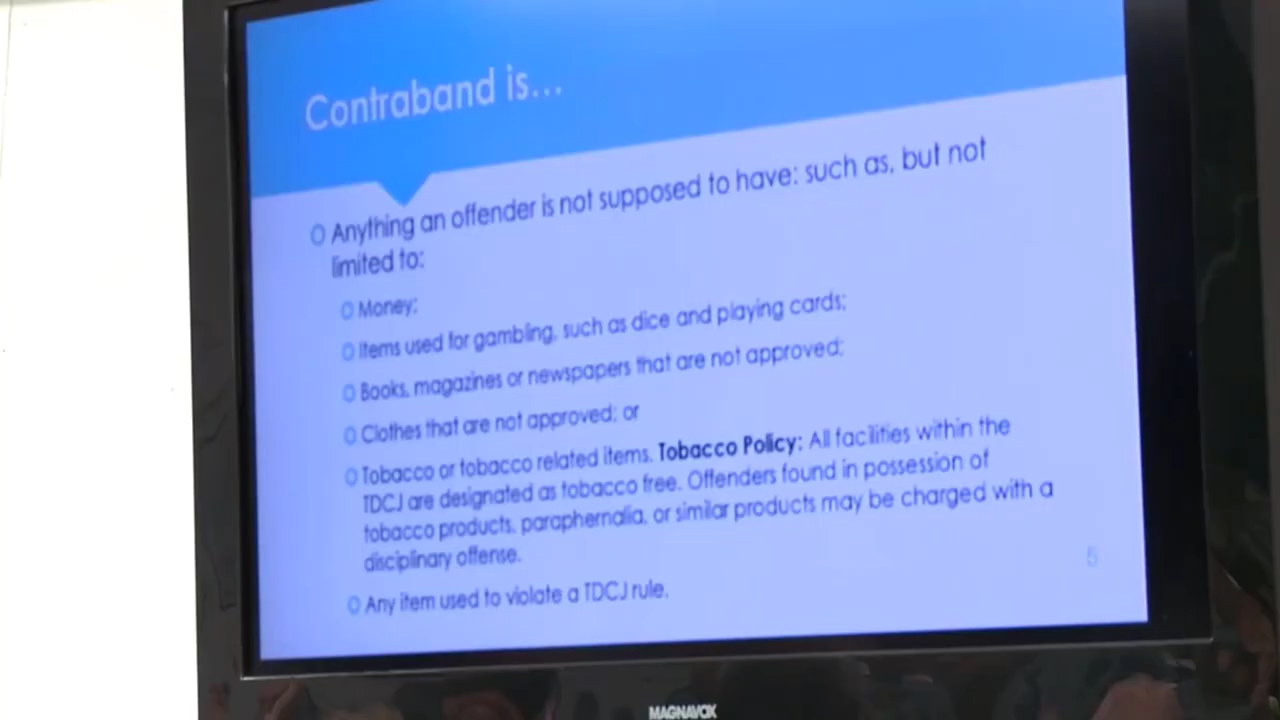 Contraband is...
Anything an offender is not supposed to have: such as, but not
limited to:
Money;
Items used for gambling, such as dice and playing cards;
Books, magazines or newspapers that are not approved;
Clothes that are not approved; or
Tobacco or tobacco related items. Tobacco Policy: All facilities within the
TDCJ are designated as tobacco free. Offenders found in possession of
tobacco products, paraphernalia, or similar products may be charged with a
disciplinary offense.
5
Any item used to violate a TDCJ rule.
MAGNAVOX